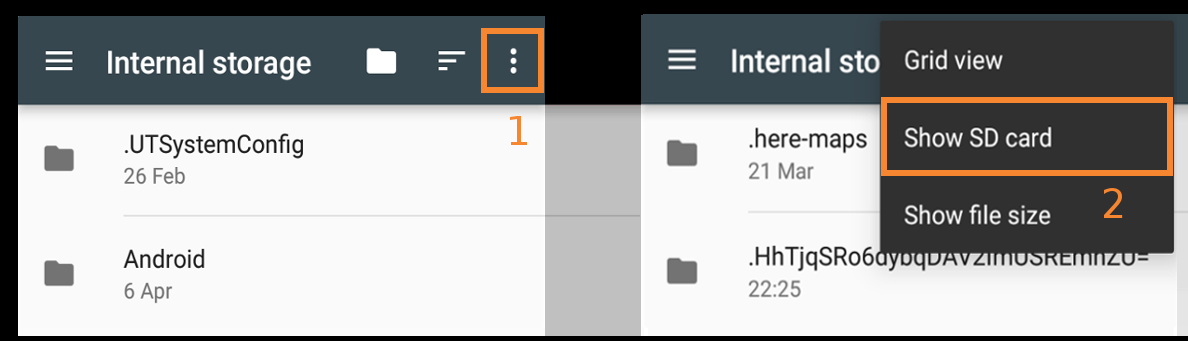 Internal storage
1
.UTSystemConfig
26 Feb
Android
6 Apr
Internal sto
Grid view
Show SD card
Show file size
2
.here-maps
21 Mar
22:25